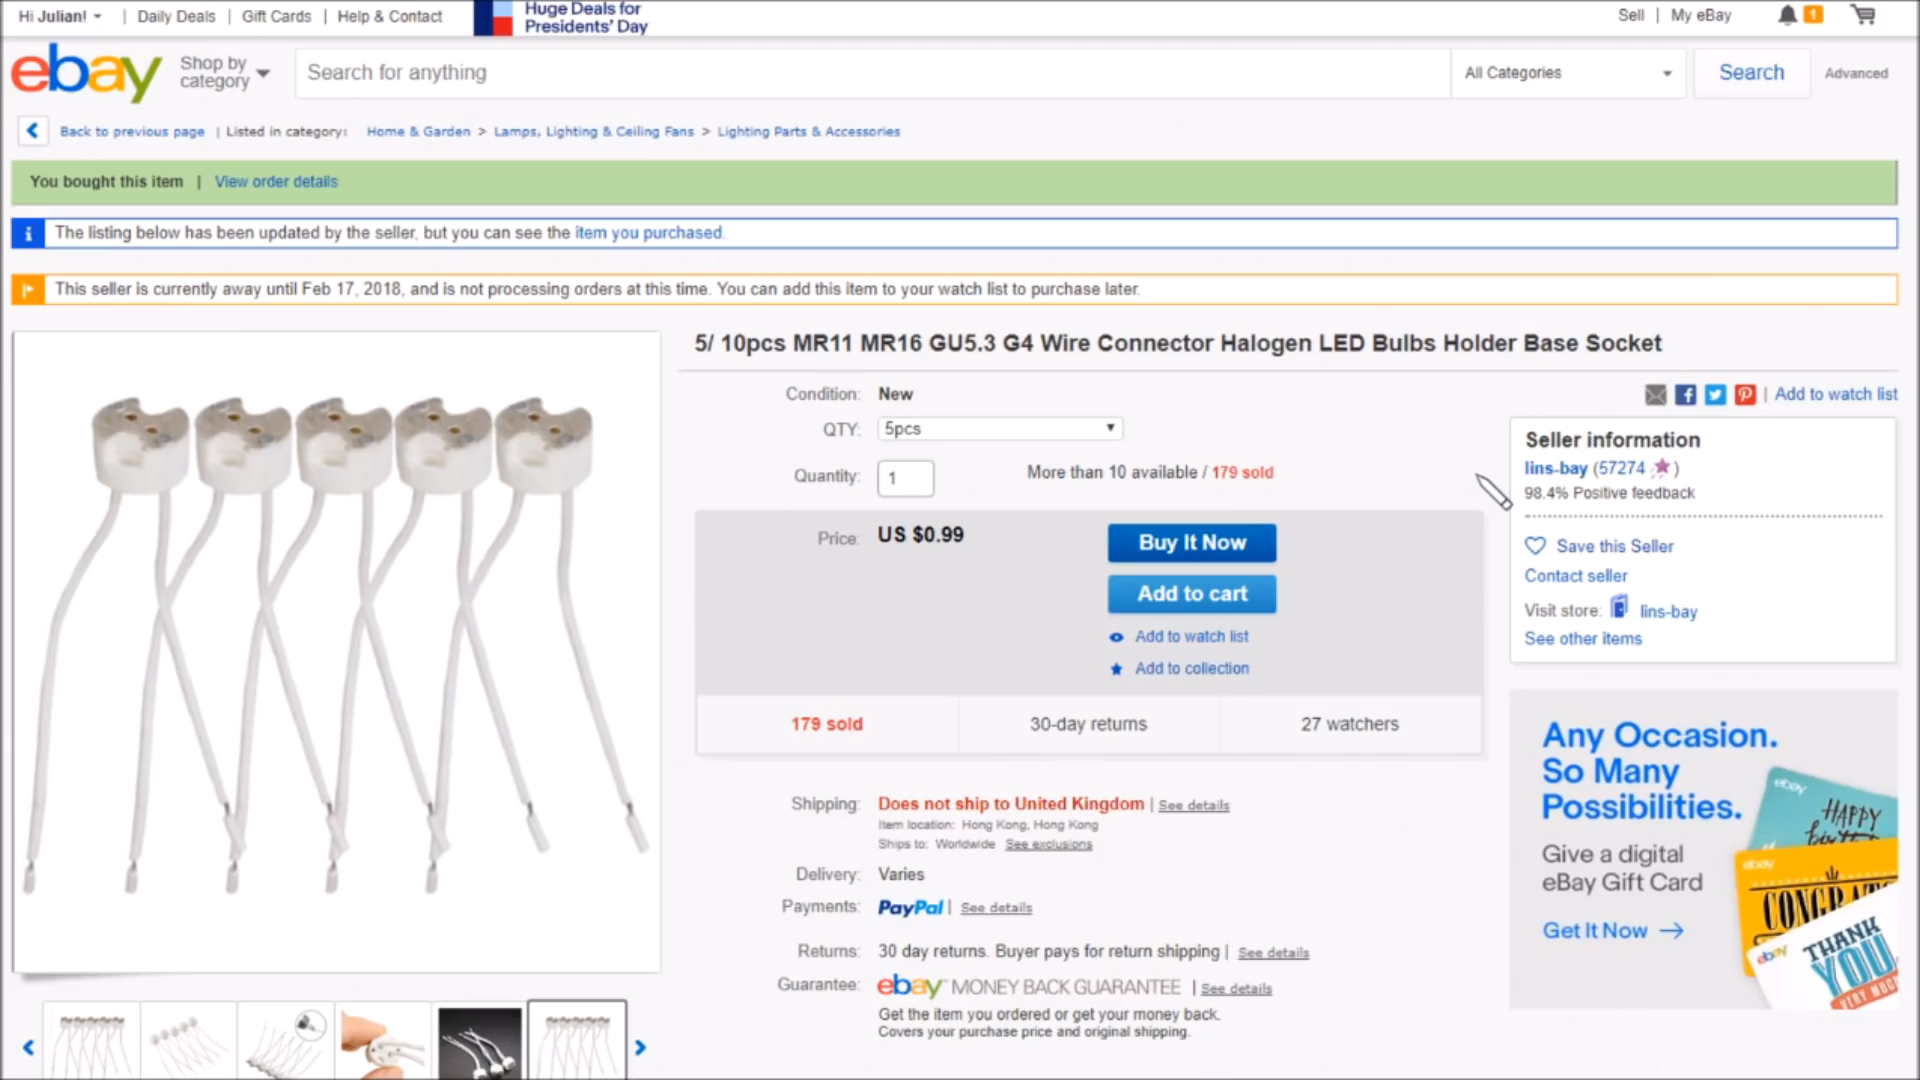 Hi Julian! | Daily Deals | Gift Cards | Help & Contact
Huge Deals for
Presidents' Day
Sell | My eBay
1
ebay
Shop by
category
Search for anything
All Categories
Search
Advanced
Back to previous page | Listed in category: Home & Garden > Lamps, Lighting & Ceiling Fans > Lighting Parts & Accessories
You bought this item | View order details
The listing below has been updated by the seller, but you can see the item you purchased.
This seller is currently away until Feb 17, 2018, and is not processing orders at this time. You can add this item to your watch list to purchase later.
5/ 10pcs MR11 MR16 GU5.3 G4 Wire Connector Halogen LED Bulbs Holder Base Socket
Condition: New
| Add to watch list
QTY: 5pcs
Quantity: 1
More than 10 available / 179 sold
Price: US $0.99
Buy It Now
Add to cart
Add to watch list
Add to collection
179 sold
30-day returns
27 watchers
Shipping: Does not ship to United Kingdom | See details
Item location: Hong Kong, Hong Kong
Ships to: Worldwide See exclusions
Delivery: Varies
Payments: PayPal | See details
Returns: 30 day returns. Buyer pays for return shipping | See details
Guarantee: ebay MONEY BACK GUARANTEE | See details
Get the item you ordered or get your money back.
Covers your purchase price and original shipping.
Seller information
lins-bay (57274 )
98.4% Positive feedback
Save this Seller
Contact seller
Visit store: lins-bay
See other items
Any Occasion.
So Many
Possibilities.
Give a digital
eBay Gift Card
Get It Now →
ebay
HAPPY
ebay
ebay
THANK
YOU
VERY